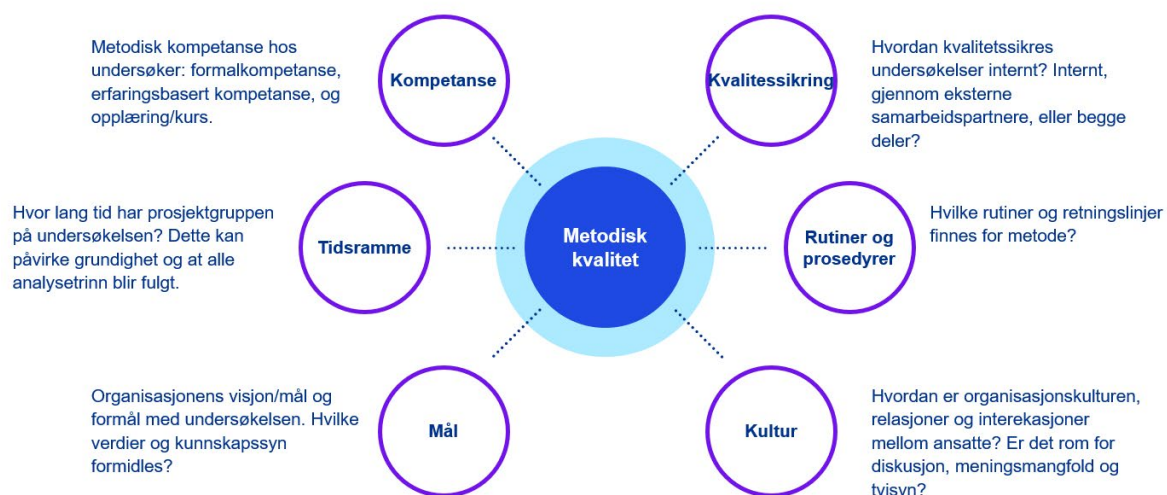 Metodisk kompetanse hos
undersøker: formalkompetanse,
erfaringsbasert kompetanse, og
opplæring/kurs.
Kompetanse
Kvalitetssikring
Hvordan kvalitetssikres
undersøkelser internt? Internt,
gjennom eksterne
samarbeidspartnere, eller begge
deler?
Hvor lang tid har prosjektgruppen
på undersøkelsen? Dette kan
påvirke grundighet og at alle
analysetrinn blir fulgt.
Tidsramme
Metodisk
kvalitet
Rutiner og
prosedyrer
Hvilke rutiner og retningslinjer
finnes for metode?
Organisasjonens visjon/mål og
formål med undersøkelsen. Hvilke
verdier og kunnskapssyn
formidles?
Mål
Kultur
Hvordan er organisasjonskulturen,
relasjoner og interekasjoner
mellom ansatte? Er det rom for
diskusjon, meningsmangfold og
tvisyn?